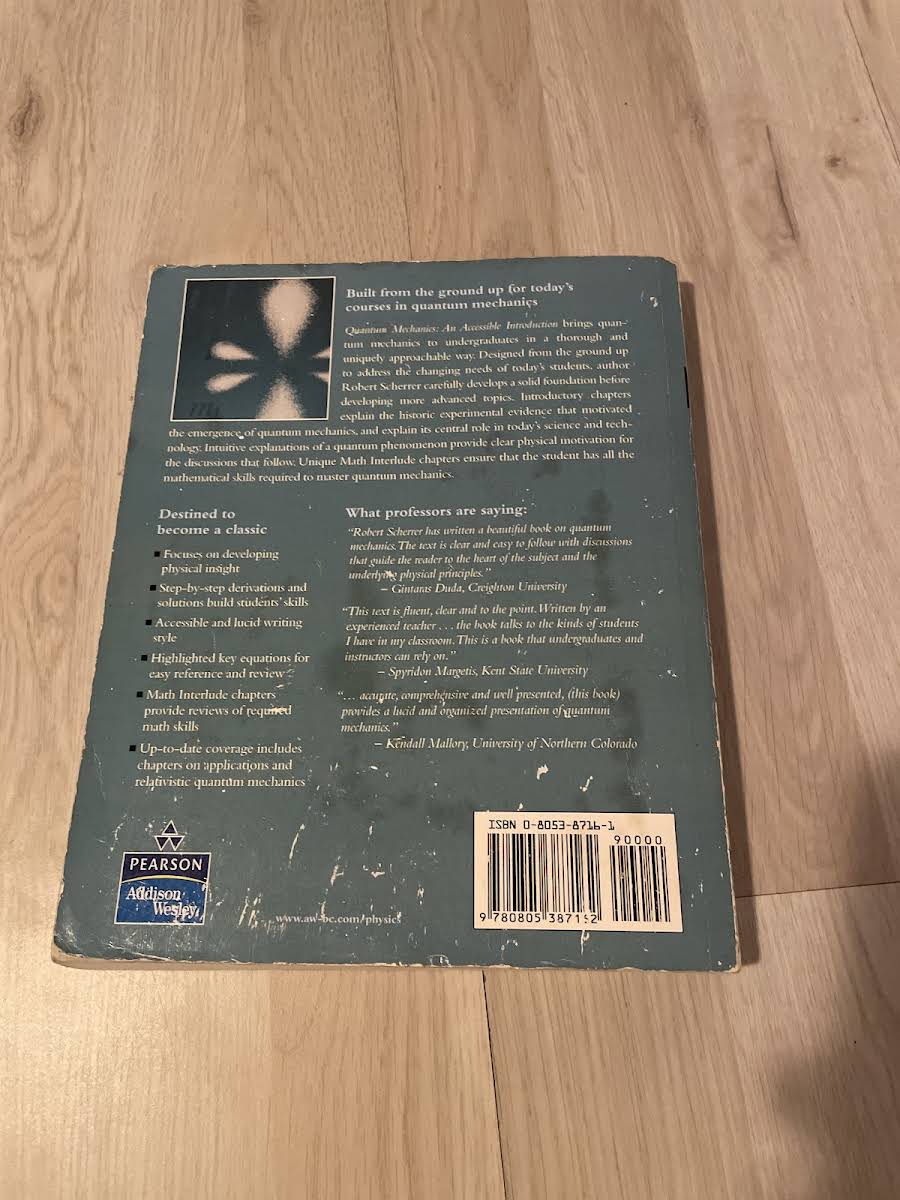 Built from the ground up for today's
courses in quantum mechanics
Quantum Mechanics: An Accessible Introduction brings quan-
tum mechanics to undergraduates in a thorough and
uniquely approachable way. Designed from the ground up
to address the changing needs of today's students, author
Robert Scherrer carefully develops a solid foundation before
developing more advanced topics. Introductory chapters
explain the historic experimental evidence that motivated
the emergence of quantum mechanics, and explain its central role in today's science and tech-
nology. Intuitive explanations of a quantum phenomenon provide clear physical motivation for
the discussions that follow. Unique Math Interlude chapters ensure that the student has all the
mathematical skills required to master quantum mechanics.
Destined to
become a classic
■ Focuses on developing
physical insight
■ Step-by-step derivations and
solutions build students' skills
■ Accessible and lucid writing
style
■ Highlighted key equations for
easy reference and review
■ Math Interlude chapters
provide reviews of required
math skills
■ Up-to-date coverage includes
chapters on applications and
relativistic quantum mechanics
What professors are saying:
"Robert Scherrer has written a beautiful book on quantum
mechanics. The text is clear and easy to follow with discussions
that guide the reader to the heart of the subject and the
underlying physical principles."
– Gintaras Duda, Creighton University
"This text is fluent, clear and to the point. Written by an
experienced teacher . . . the book talks to the kinds of students
I have in my classroom. This is a book that undergraduates and
instructors can rely on."
– Spyridon Margetis, Kent State University
"… accurate, comprehensive and well presented, (this book)
provides a lucid and organized presentation of quantum
mechanics."
– Kendall Mallory, University of Northern Colorado
PEARSON
Addison
Wesley
www.aw-bc.com/physics
ISBN 0-8053-8716-1
90000
9 780805 387162